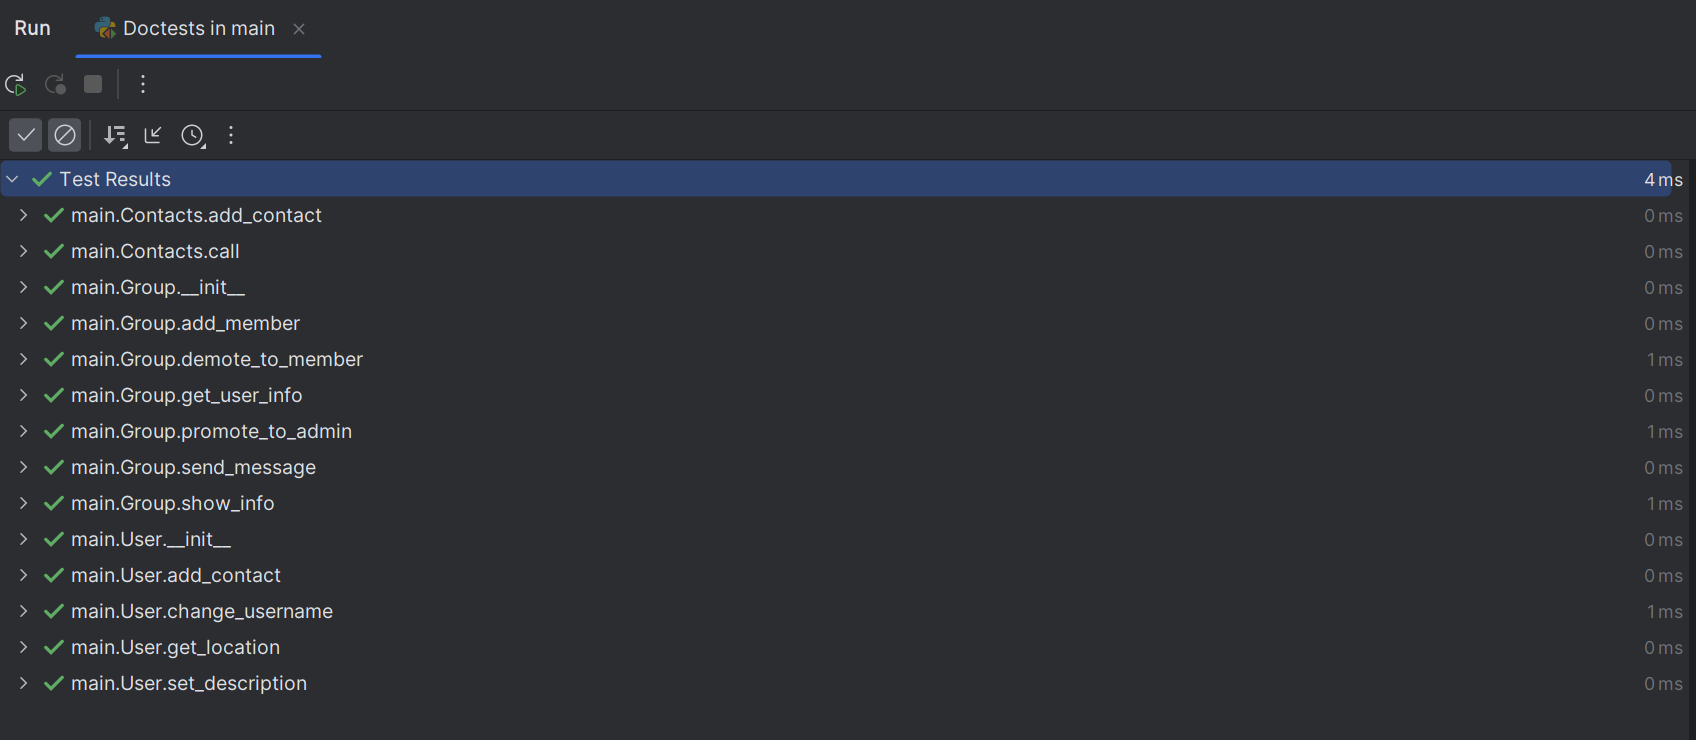 Run Doctests in main
Test Results 4 ms
main.Contacts.add_contact 0 ms
main.Contacts.call 0 ms
main.Group.__init__ 0 ms
main.Group.add_member 0 ms
main.Group.demote_to_member 1 ms
main.Group.get_user_info 0 ms
main.Group.promote_to_admin 1 ms
main.Group.send_message 0 ms
main.Group.show_info 1 ms
main.User.__init__ 0 ms
main.User.add_contact 0 ms
main.User.change_username 1 ms
main.User.get_location 0 ms
main.User.set_description 0 ms